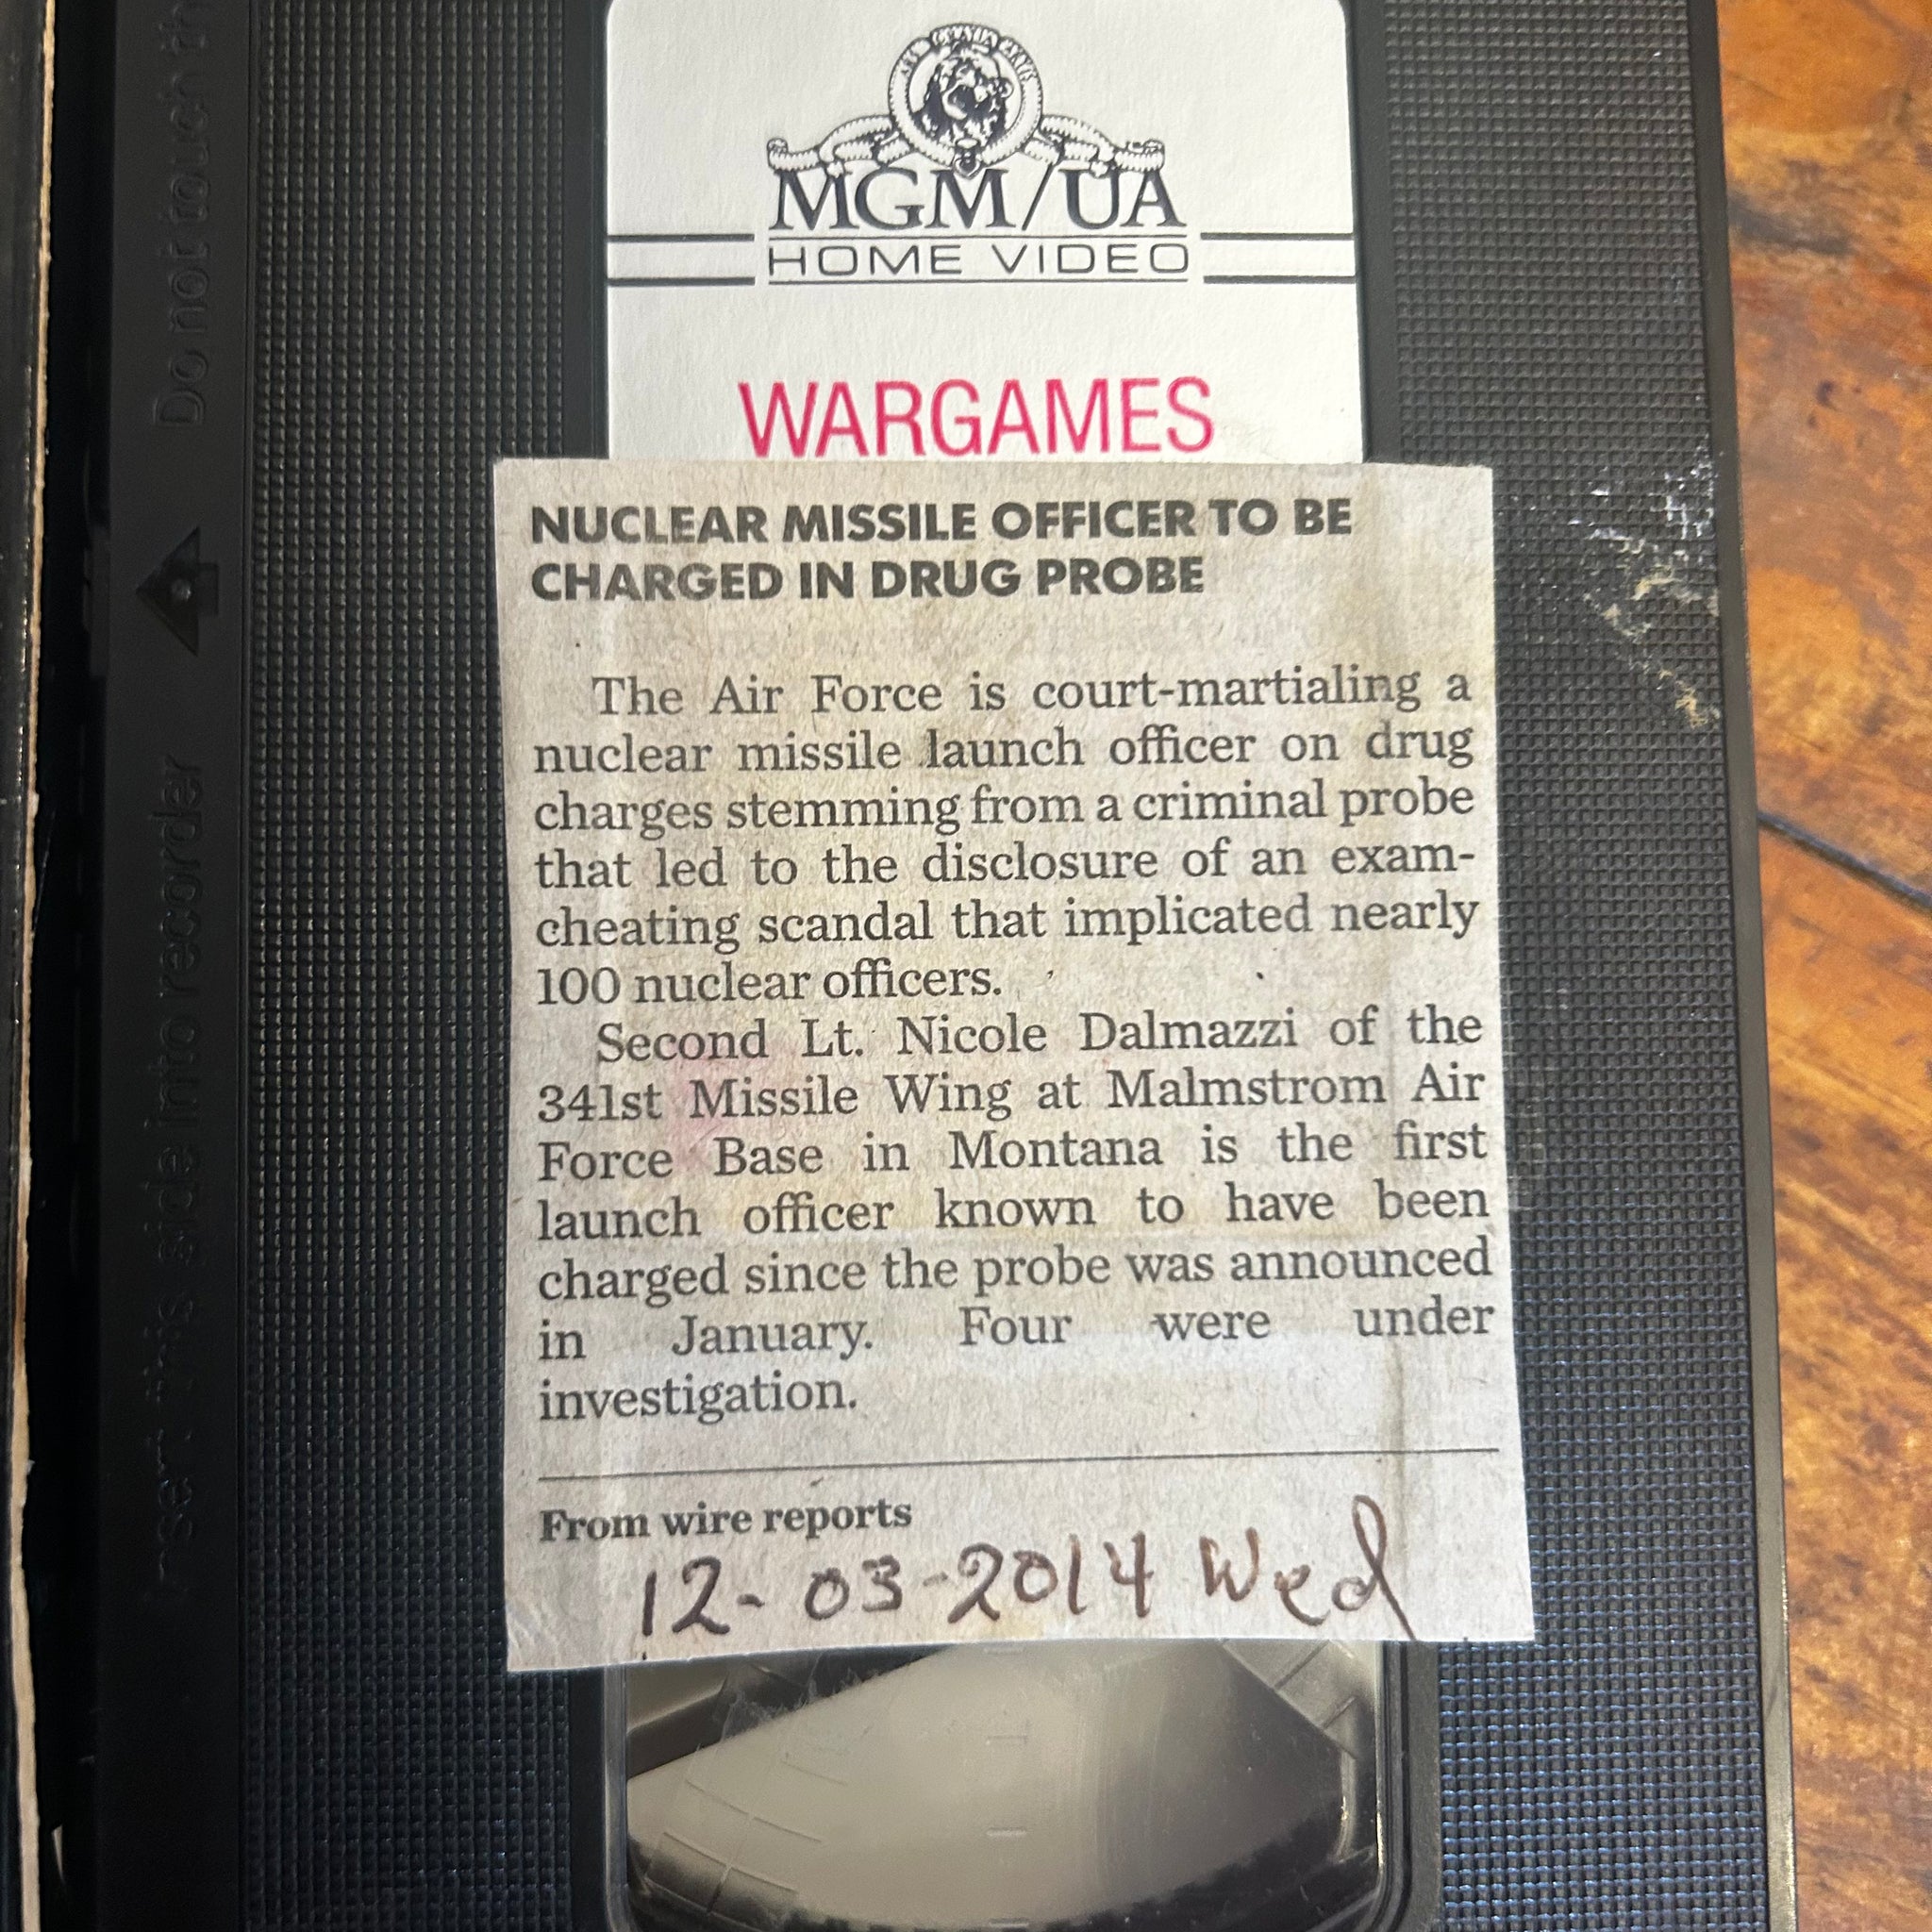 MGM/UA
HOME VIDEO
WARGAMES
NUCLEAR MISSILE OFFICER TO BE
CHARGED IN DRUG PROBE
The Air Force is court-martialing a
nuclear missile launch officer on drug
charges stemming from a criminal probe
that led to the disclosure of an exam-
cheating scandal that implicated nearly
100 nuclear officers.
Second Lt. Nicole Dalmazzi of the
341st Missile Wing at Malmstrom Air
Force Base in Montana is the first
launch officer known to have been
charged since the probe was announced
in January. Four were under
investigation.
From wire reports
12-03-2014 Wed
Insert this side into recorder
Do not touch th